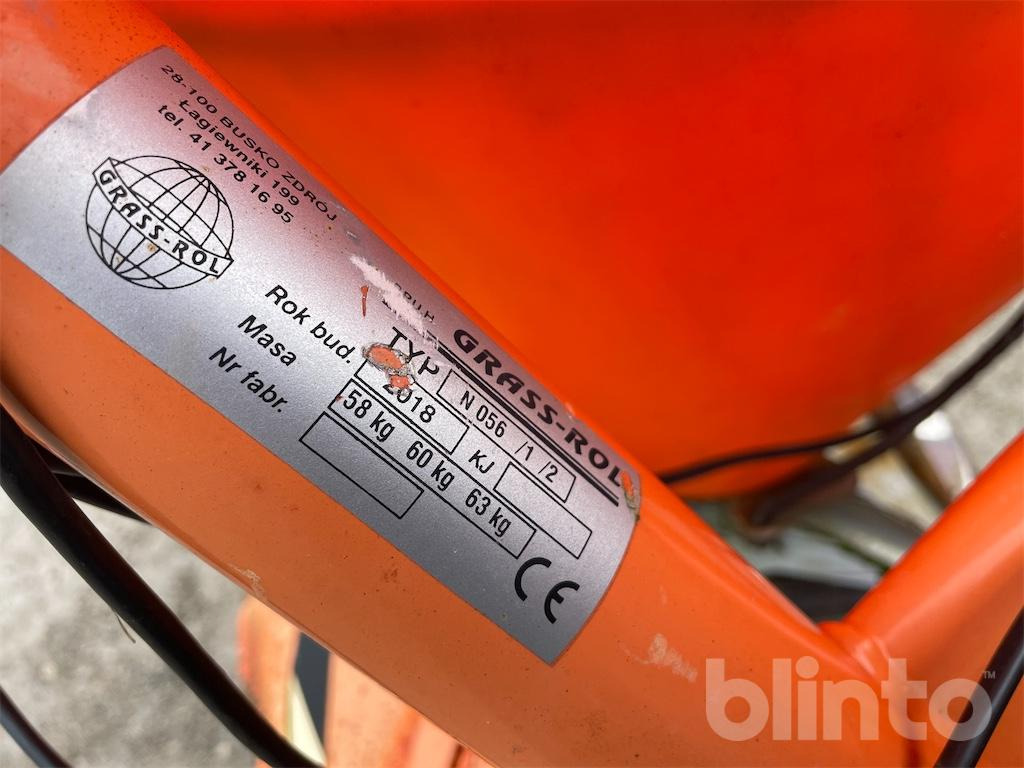 28-100 BUSKO ZDRÓJ
Łagiewniki 199
tel. 41 378 16 95
GRASS-ROL
GRASS-ROL
TYP N 056 /1 /2
Rok bud. 2018 KJ
Masa 58 kg 60 kg 63 kg
Nr fabr.
CE
blinto™